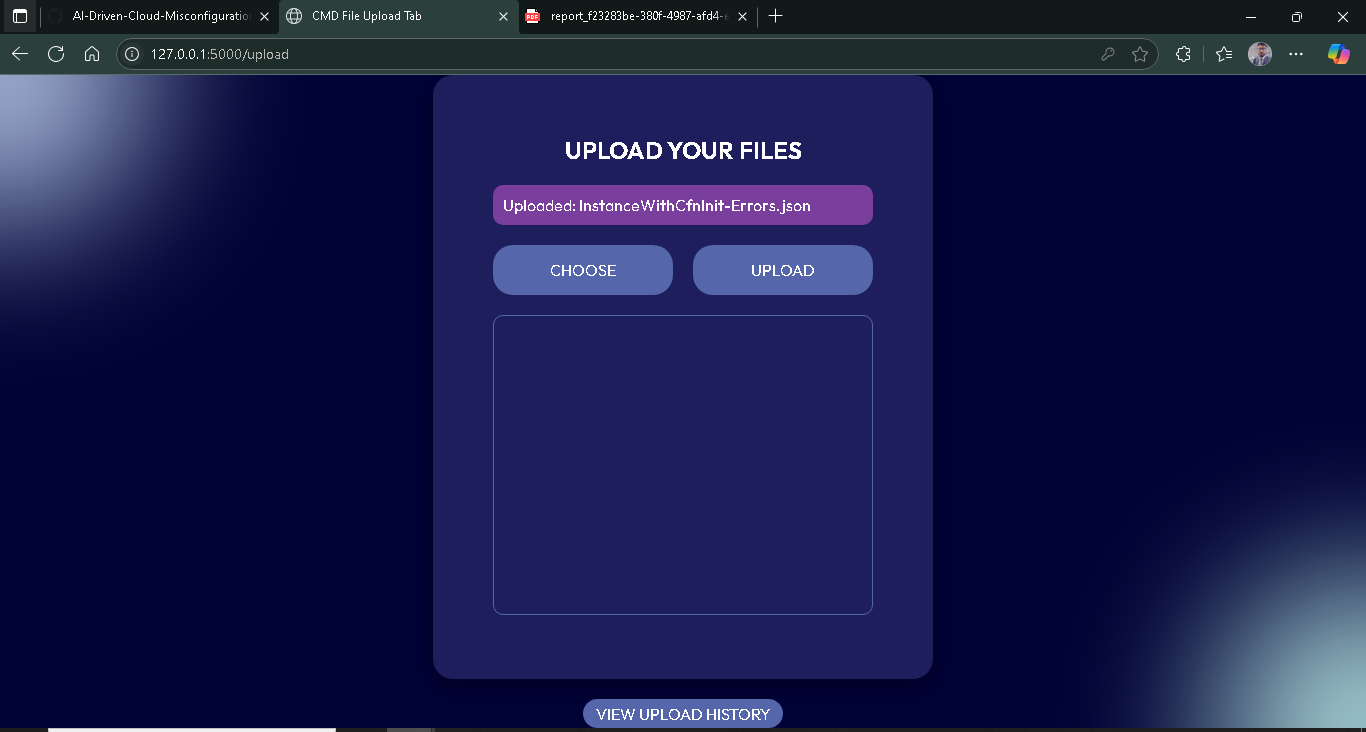 AI-Driven-Cloud-Misconfiguratio
CMD File Upload Tab
PDF
report_f23283be-380f-4987-afd4-e
127.0.0.1:5000/upload
UPLOAD YOUR FILES
Uploaded: InstanceWithCfnInit-Errors.json
CHOOSE
UPLOAD
VIEW UPLOAD HISTORY